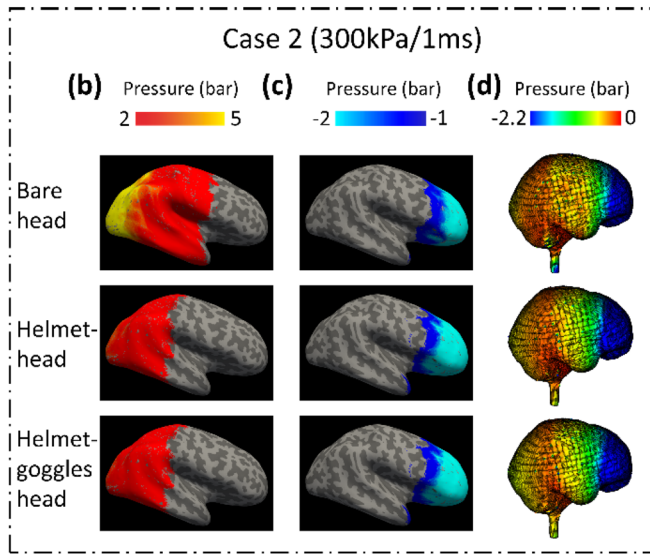 Case 2 (300kPa/1ms)
(b) Pressure (bar) (c) Pressure (bar) (d) Pressure (bar)
2 5 -2 -1 -2.2 0
Bare
head
Helmet-
head
Helmet-
goggles
head